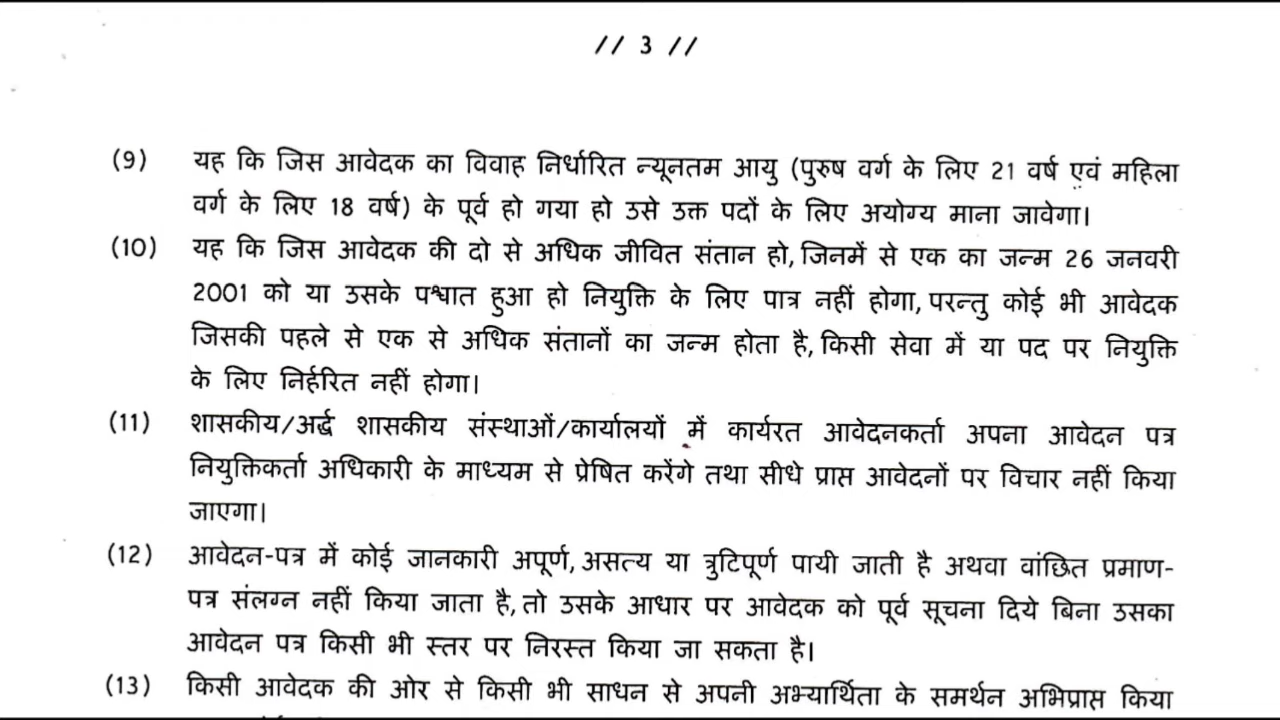 // 3 //
(9) यह कि जिस आवेदक का विवाह निर्धारित न्यूनतम आयु (पुरुष वर्ग के लिए 21 वर्ष एवं महिला
वर्ग के लिए 18 वर्ष) के पूर्व हो गया हो उसे उक्त पदों के लिए अयोग्य माना जावेगा।
(10) यह कि जिस आवेदक की दो से अधिक जीवित संतान हो, जिनमें से एक का जन्म 26 जनवरी
2001 को या उसके पश्चात हुआ हो नियुक्ति के लिए पात्र नहीं होगा, परन्तु कोई भी आवेदक
जिसकी पहले से एक से अधिक संतानों का जन्म होता है, किसी सेवा में या पद पर नियुक्ति
के लिए निर्हरित नहीं होगा।
(11) शासकीय/अर्द्ध शासकीय संस्थाओं/कार्यालयों में कार्यरत आवेदनकर्ता अपना आवेदन पत्र
नियुक्तिकर्ता अधिकारी के माध्यम से प्रेषित करेंगे तथा सीधे प्राप्त आवेदनों पर विचार नहीं किया
जाएगा।
(12) आवेदन-पत्र में कोई जानकारी अपूर्ण, असत्य या त्रुटिपूर्ण पायी जाती है अथवा वांछित प्रमाण-
पत्र संलग्न नहीं किया जाता है, तो उसके आधार पर आवेदक को पूर्व सूचना दिये बिना उसका
आवेदन पत्र किसी भी स्तर पर निरस्त किया जा सकता है।
(13) किसी आवेदक की ओर से किसी भी साधन से अपनी अभ्यार्थिता के समर्थन अभिप्राप्त किया